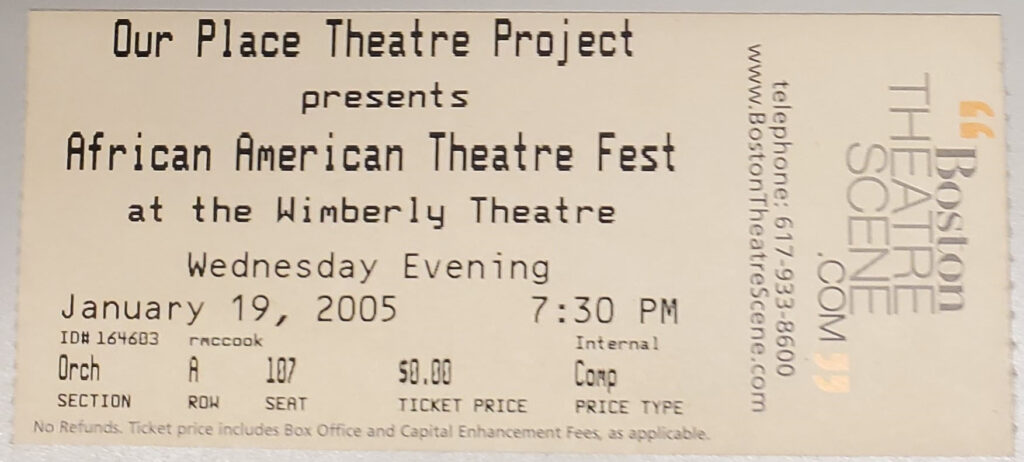 Our Place Theatre Project
presents
African American Theatre Fest
at the Wimberly Theatre
Wednesday Evening
January 19, 2005 7:30 PM
ID# 164603 rmccook Internal
Orch A 107 $0.00 Comp
SECTION ROW SEAT TICKET PRICE PRICE TYPE
No Refunds. Ticket price includes Box Office and Capital Enhancement Fees, as applicable.
“Boston
THEATRE
SCENE
.COM”
telephone: 617-933-8600
www.BostonTheatreScene.com